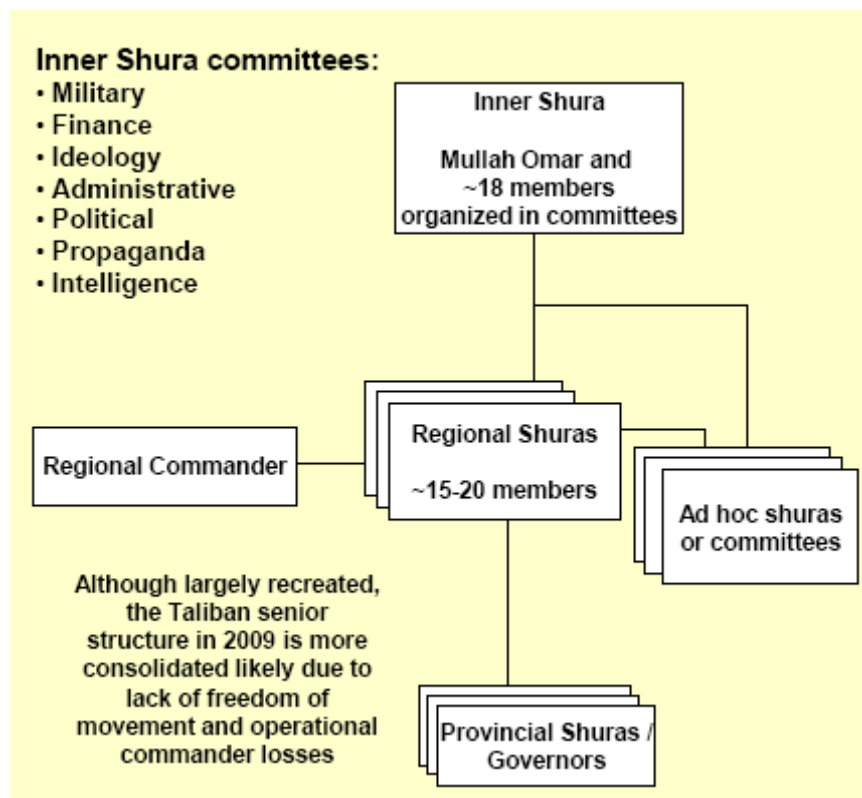 Inner Shura committees:
• Military
• Finance
• Ideology
• Administrative
• Political
• Propaganda
• Intelligence
Inner Shura
Mullah Omar and
~18 members
organized in committees
Regional Commander
Regional Shuras
~15-20 members
Ad hoc shuras
or committees
Although largely recreated,
the Taliban senior
structure in 2009 is more
consolidated likely due to
lack of freedom of
movement and operational
commander losses
Provincial Shuras /
Governors